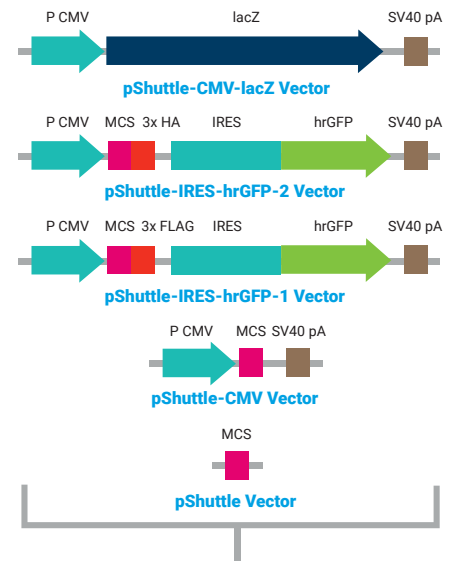 P CMV lacZ SV40 pA
pShuttle-CMV-lacZ Vector
P CMV MCS 3x HA IRES hrGFP SV40 pA
pShuttle-IRES-hrGFP-2 Vector
P CMV MCS 3x FLAG IRES hrGFP SV40 pA
pShuttle-IRES-hrGFP-1 Vector
P CMV MCS SV40 pA
pShuttle-CMV Vector
MCS
pShuttle Vector